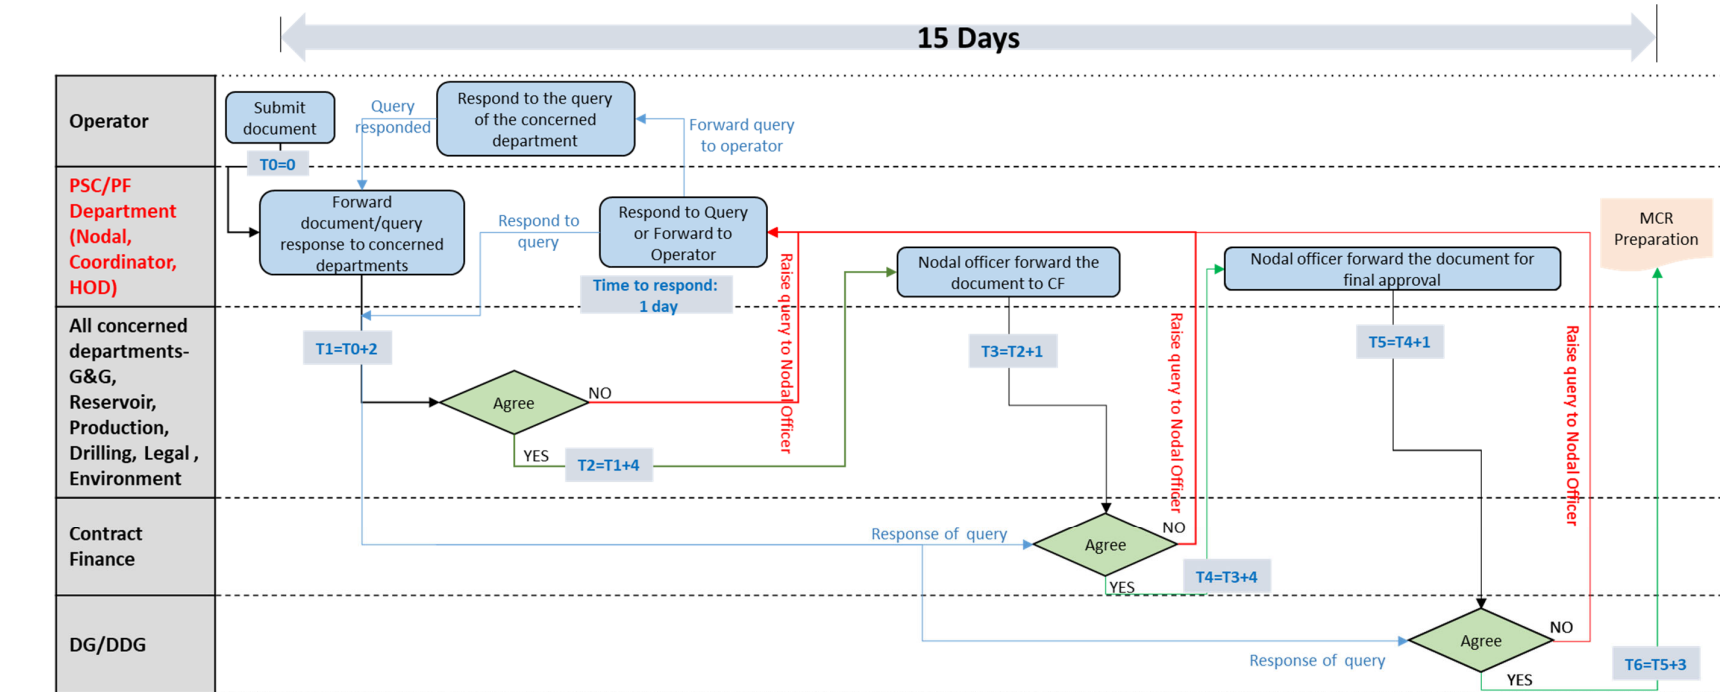 15 Days
Operator
Submit
document
T0=0
Query
responded
Respond to the query
of the concerned
department
Forward query
to operator
PSC/PF
Department
(Nodal,
Coordinator,
HOD)
Forward
document/query
response to concerned
departments
Respond to
query
Respond to Query
or Forward to
Operator
Time to respond:
1 day
Nodal officer forward the
document to CF
Nodal officer forward the document for
final approval
MCR
Preparation
All concerned
departments-
G&G,
Reservoir,
Production,
Drilling, Legal ,
Environment
T1=T0+2
Agree
NO
YES
T2=T1+4
Raise query to Nodal Officer
T3=T2+1
Raise query to Nodal Officer
T5=T4+1
Raise query to Nodal Officer
Contract
Finance
Response of query
Agree
NO
YES
T4=T3+4
DG/DDG
Response of query
Agree
NO
YES
T6=T5+3